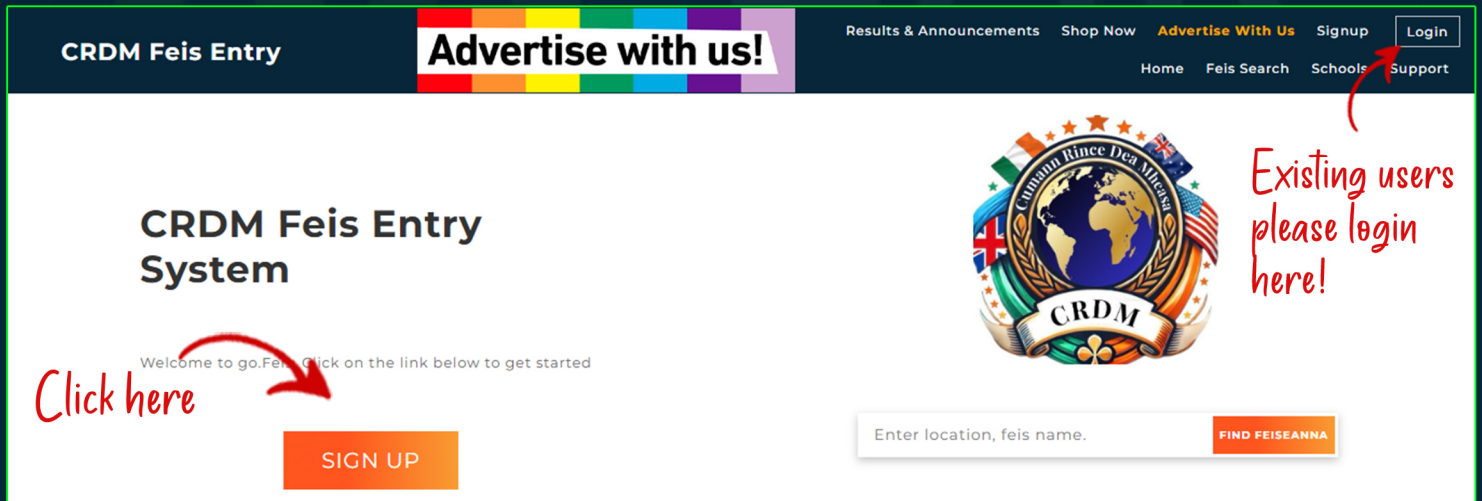 CRDM Feis Entry
Advertise with us!
Results & Announcements Shop Now Advertise With Us Signup Login
Home Feis Search Schools Support
Cumann Rince Dea Mheasa
CRDM
Existing users
please login
here!
CRDM Feis Entry
System
Welcome to go.Fei Click on the link below to get started
Click here
SIGN UP
Enter location, feis name.
FIND FEISEANNA